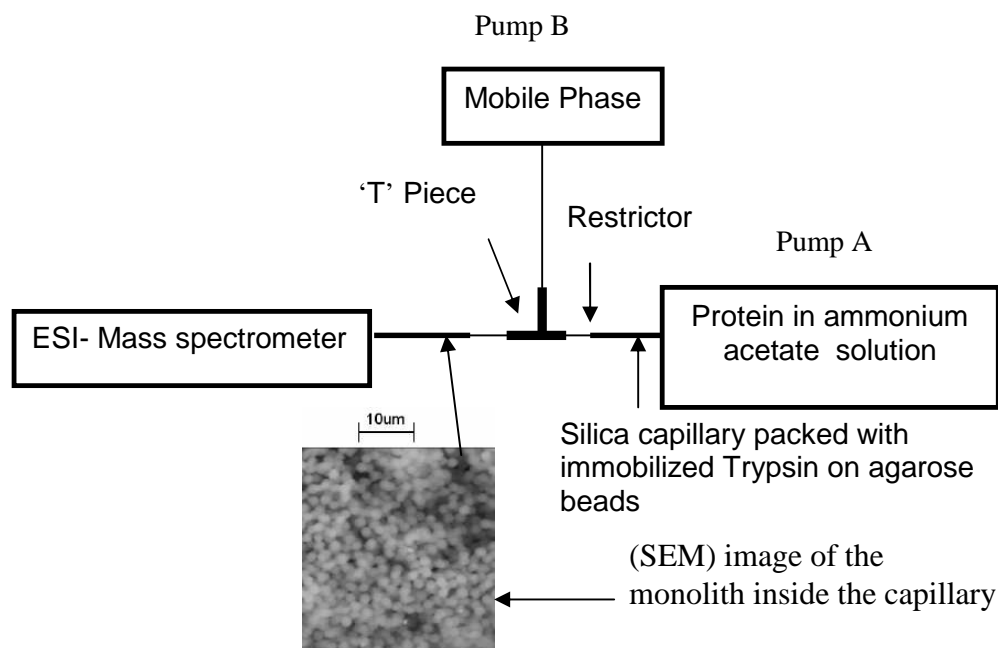 Pump B
Mobile Phase
‘T’ Piece
Restrictor
Pump A
ESI- Mass spectrometer
Protein in ammonium
acetate solution
10um
Silica capillary packed with
immobilized Trypsin on agarose
beads
(SEM) image of the
monolith inside the capillary